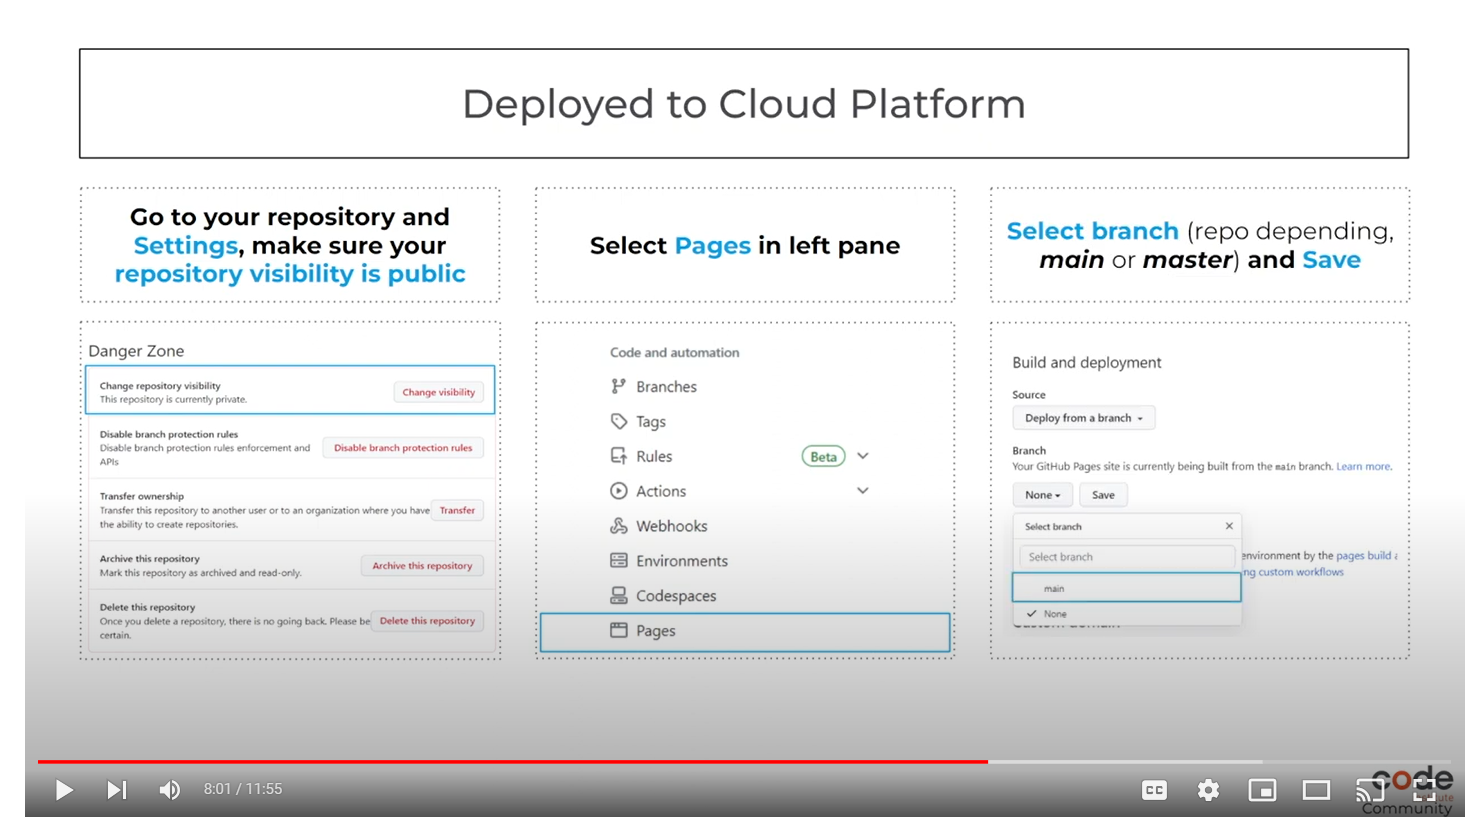 Deployed to Cloud Platform
Go to your repository and
Settings, make sure your
repository visibility is public
Select Pages in left pane
Select branch (repo depending,
main or master) and Save
Danger Zone
Change repository visibility
This repository is currently private.
Change visibility
Disable branch protection rules
Disable branch protection rules enforcement and
APIs
Disable branch protection rules
Transfer ownership
Transfer this repository to another user or to an organization where you have
the ability to create repositories.
Transfer
Archive this repository
Mark this repository as archived and read-only.
Archive this repository
Delete this repository
Once you delete a repository, there is no going back. Please be
certain.
Delete this repository
Code and automation
Branches
Tags
Rules
Beta
Actions
Webhooks
Environments
Codespaces
Pages
Build and deployment
Source
Deploy from a branch
Branch
Your GitHub Pages site is currently being built from the main branch. Learn more.
None
Save
Select branch
Select branch
environment by the pages build
ng custom workflows
main
None
8:01 / 11:55
CC
code
Community